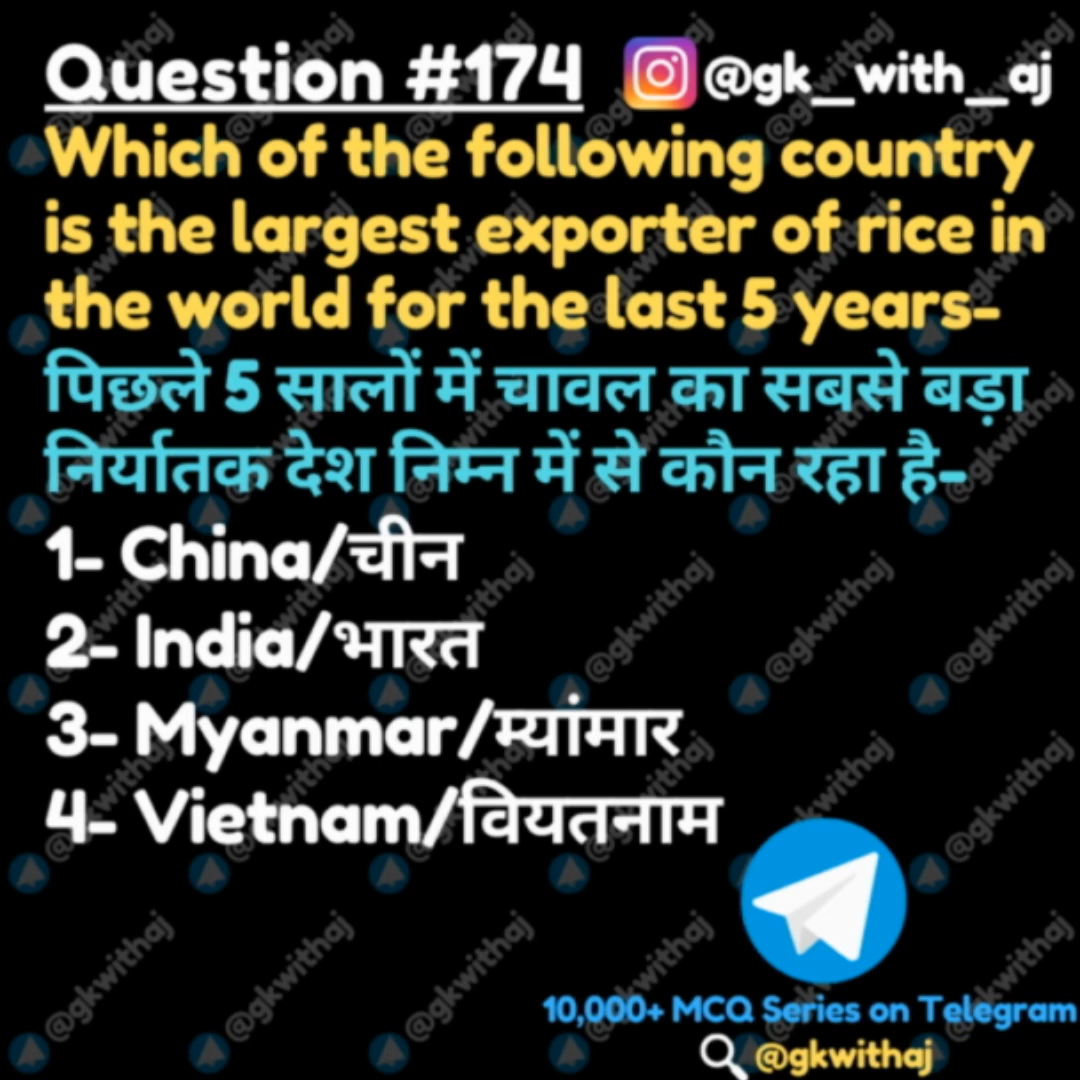 Question #174 @gk_with_aj
Which of the following country
is the largest exporter of rice in
the world for the last 5 years-
पिछले 5 सालों में चावल का सबसे बड़ा
निर्यातक देश निम्न में से कौन रहा है-
1- China/चीन
2- India/भारत
3- Myanmar/म्यांमार
4- Vietnam/वियतनाम
10,000+ MCQ Series on Telegram
@gkwithaj